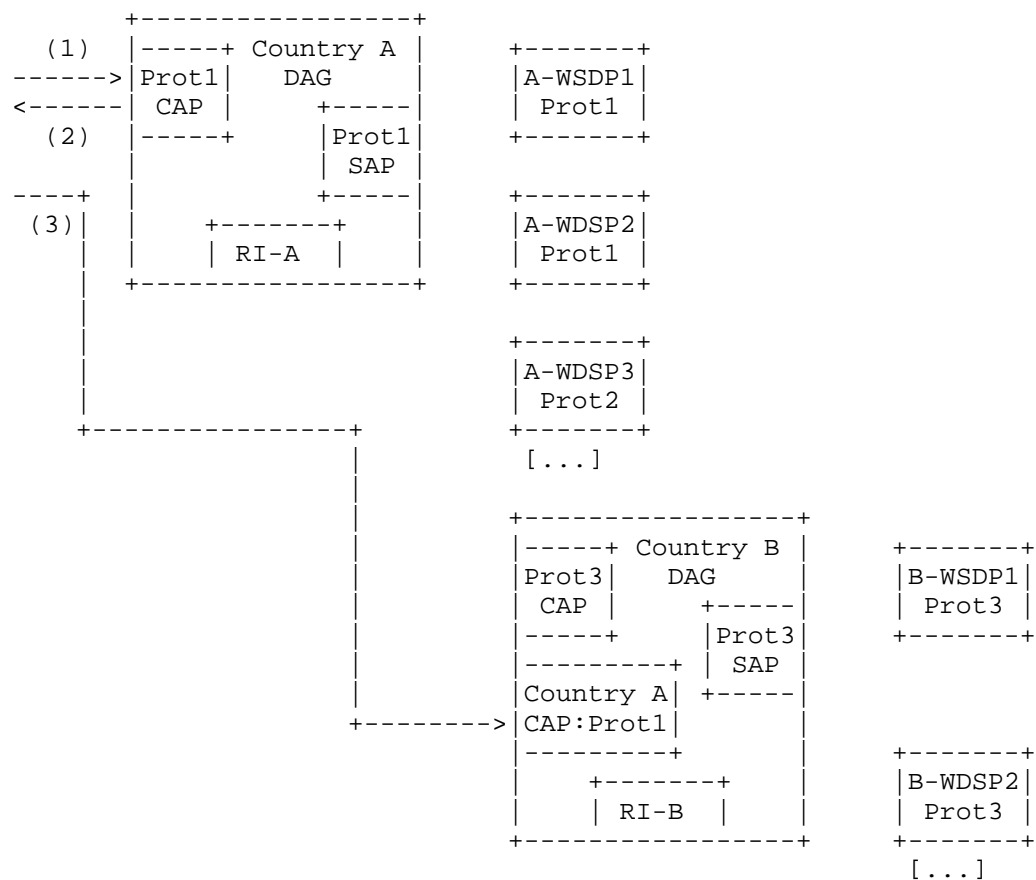 (1) Country A
Prot1 DAG A-WSDP1
CAP Prot1
(2) Prot1
SAP
(3) A-WDSP2
RI-A Prot1
A-WDSP3
Prot2
[...]
Country B
Prot3 DAG B-WSDP1
CAP Prot3
Prot3
SAP
Country A
CAP:Prot1
B-WDSP2
RI-B Prot3
[...]